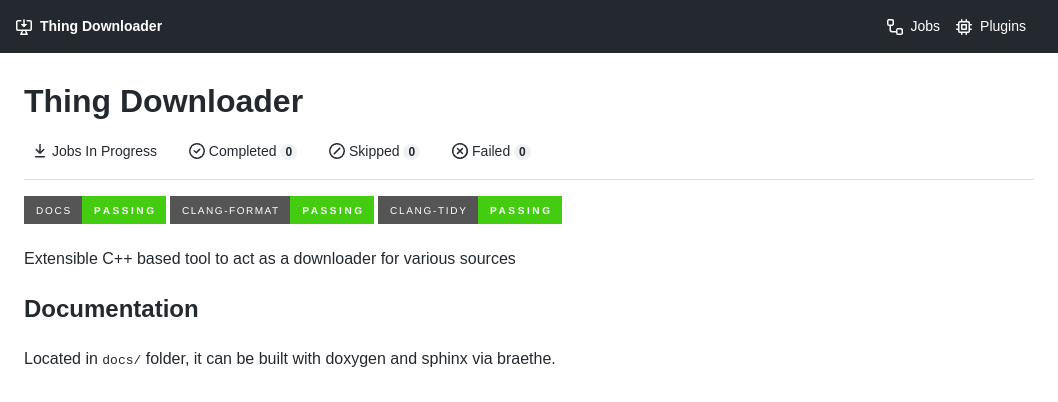 Thing Downloader Jobs Plugins
Thing Downloader
Jobs In Progress Completed 0 Skipped 0 Failed 0
DOCS PASSING CLANG-FORMAT PASSING CLANG-TIDY PASSING
Extensible C++ based tool to act as a downloader for various sources
Documentation
Located in docs/ folder, it can be built with doxygen and sphinx via braethe.